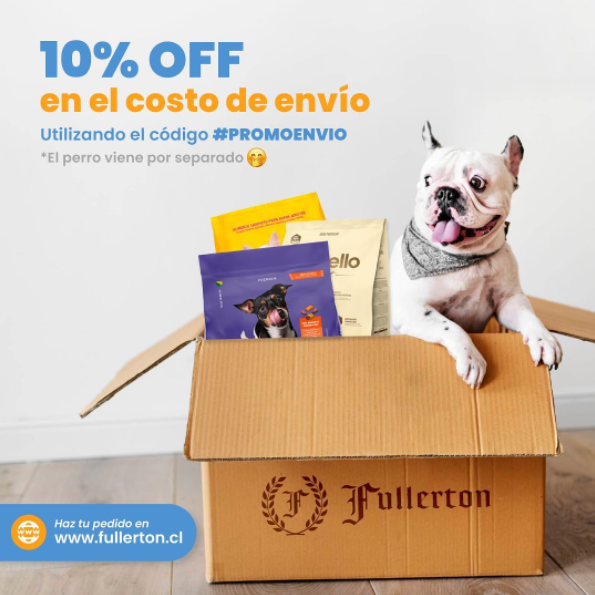 10% OFF
en el costo de envío
Utilizando el código #PROMOENVIO
*El perro viene por separado 🤭
ello
F Fullerton
Haz tu pedido en
www.fullerton.cl